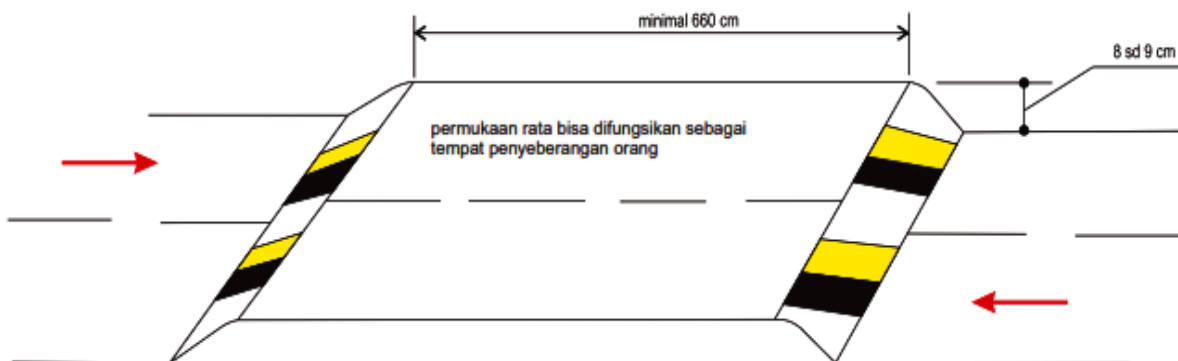 minimal 660 cm
8 sd 9 cm
permukaan rata bisa difungsikan sebagai
tempat penyeberangan orang